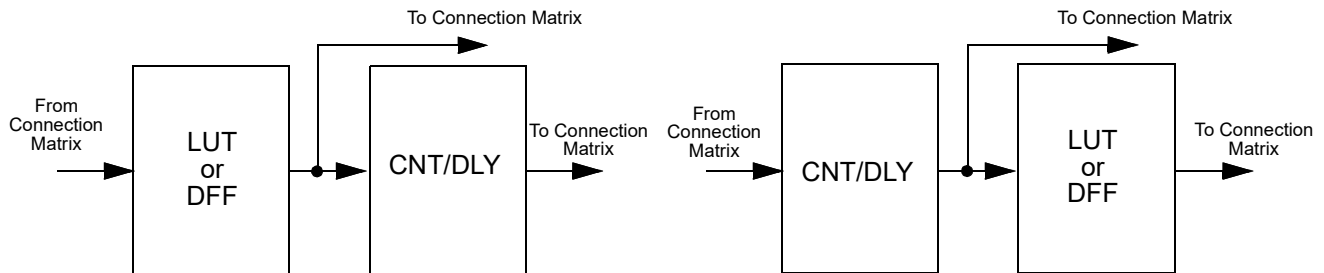 To Connection Matrix
From
Connection
Matrix
LUT
or
DFF
CNT/DLY
To Connection
Matrix
To Connection Matrix
From
Connection
Matrix
CNT/DLY
LUT
or
DFF
To Connection
Matrix